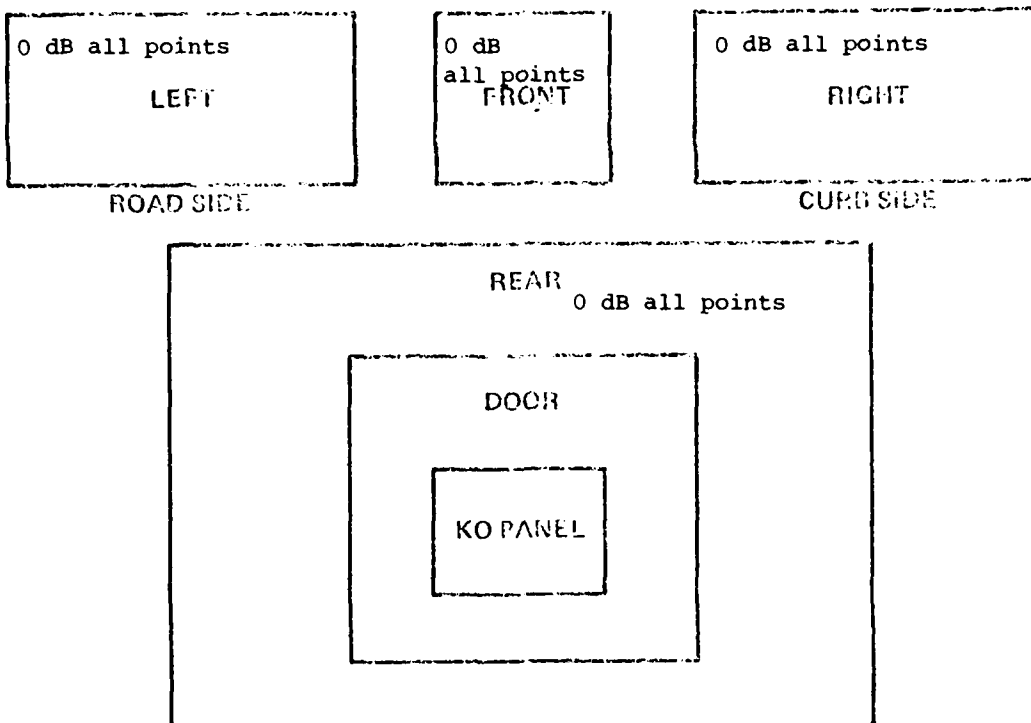 0 dB all points
LEFT
ROAD SIDE
0 dB
all points
FRONT
0 dB all points
RIGHT
CURB SIDE
REAR
0 dB all points
DOOR
KO PANEL